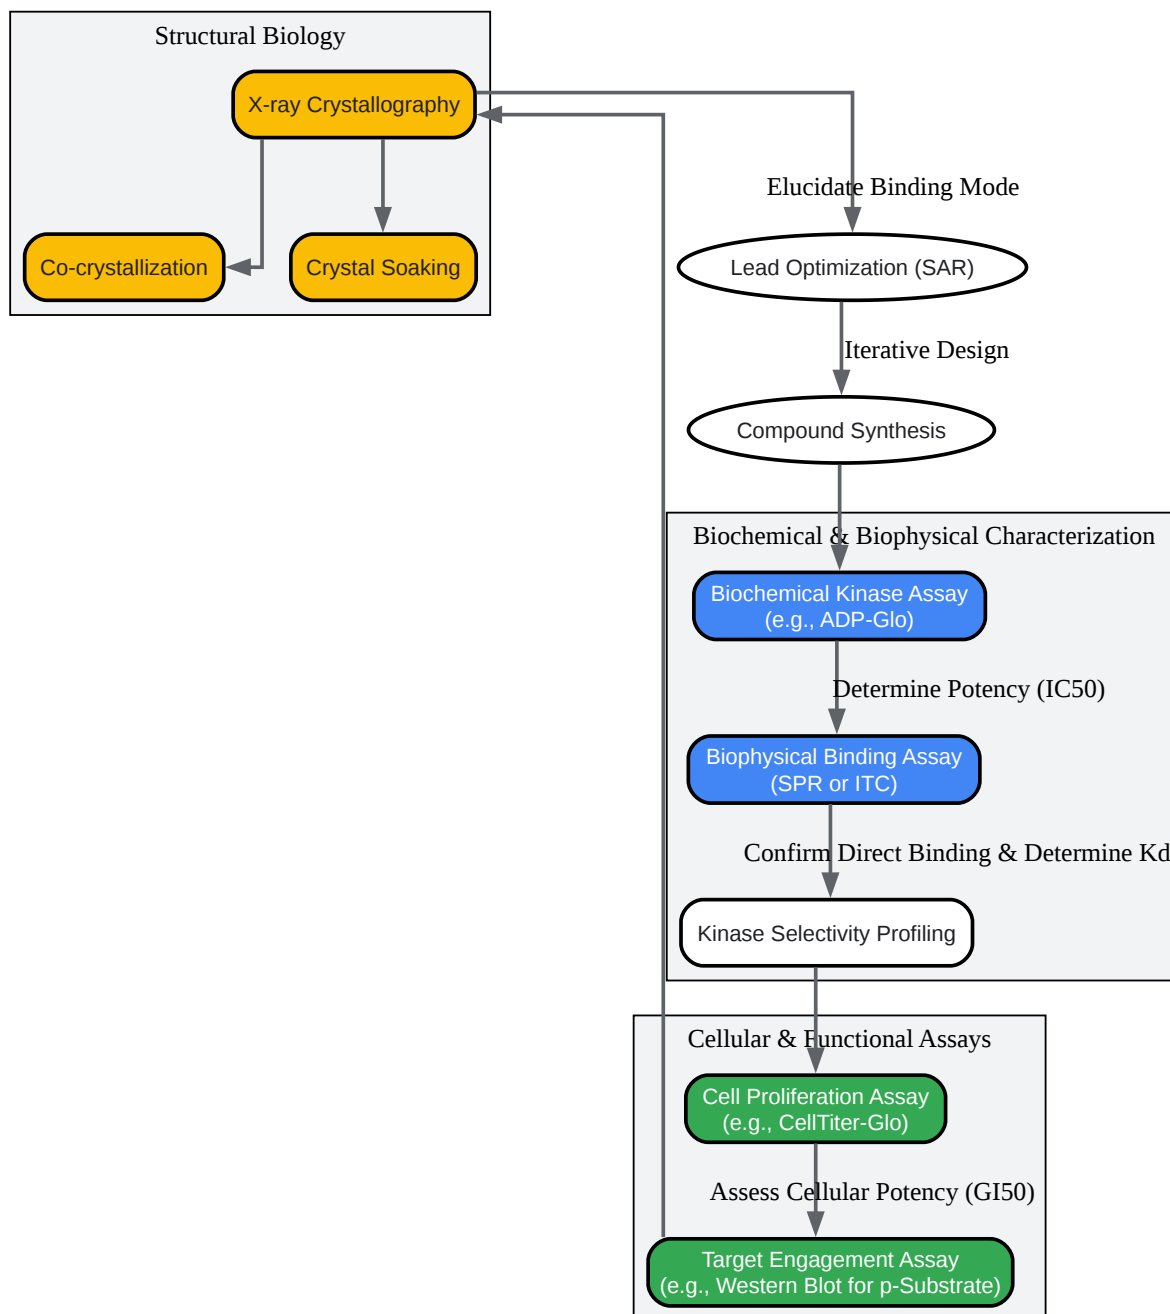 Structural Biology
X-ray Crystallography
Elucidate Binding Mode
Co-crystallization
Crystal Soaking
Lead Optimization (SAR)
Iterative Design
Compound Synthesis
Biochemical & Biophysical Characterization
Biochemical Kinase Assay
(e.g., ADP-Glo)
Determine Potency (IC50)
Biophysical Binding Assay
(SPR or ITC)
Confirm Direct Binding & Determine Kd
Kinase Selectivity Profiling
Cellular & Functional Assays
Cell Proliferation Assay
(e.g., CellTiter-Glo)
Assess Cellular Potency (GI50)
Target Engagement Assay
(e.g., Western Blot for p-Substrate)